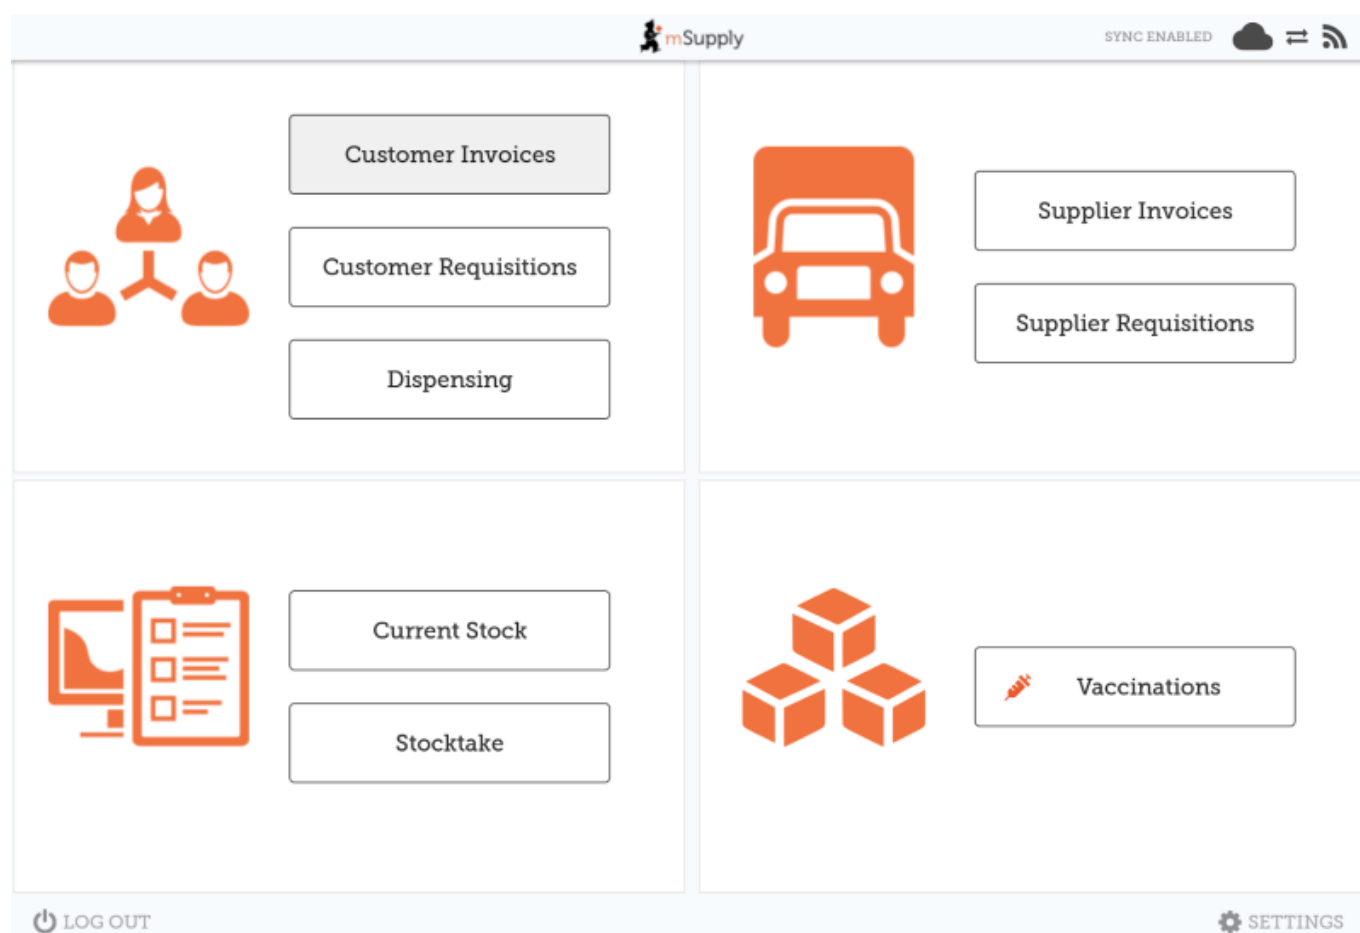 mSupply
SYNC ENABLED
Customer Invoices
Customer Requisitions
Dispensing
Supplier Invoices
Supplier Requisitions
Current Stock
Stocktake
Vaccinations
LOG OUT
SETTINGS